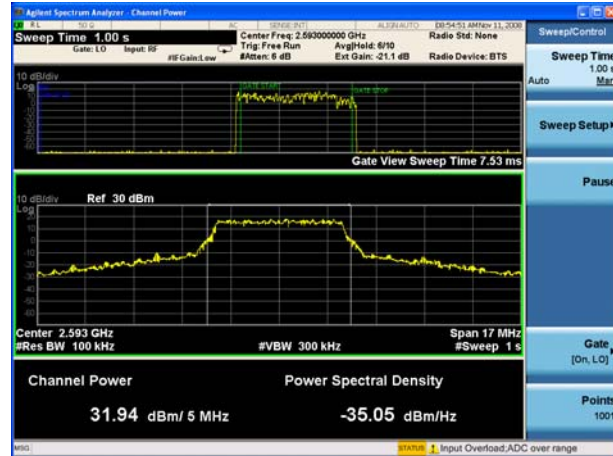 Agilent Spectrum Analyzer - Channel Power
RL 50 Ω AC SENSE:INT ALIGN AUTO 08:54:51 AM Nov 11, 2008
Sweep Time 1.00 s
Center Freq: 2.593000000 GHz
Radio Std: None
Gate: LO Input: RF
Trig: Free Run Avg|Held: 6/10
#IFGain:Low
#Atten: 6 dB Ext Gain: -21.1 dB
Radio Device: BTS
10 dB/div
Log
GATE START GATE STOP
Gate View Sweep Time 7.53 ms
10 dB/div Ref 30 dBm
Log
Center 2.593 GHz Span 17 MHz
#Res BW 100 kHz #VBW 300 kHz #Sweep 1 s
Channel Power Power Spectral Density
31.94 dBm/ 5 MHz -35.05 dBm/Hz
MSG STATUS Input Overload;ADC over range
Sweep/Control
Sweep Time
1.00 s
Auto Man
Sweep Setup
Pause
Gate
[On, LO]
Points
1001